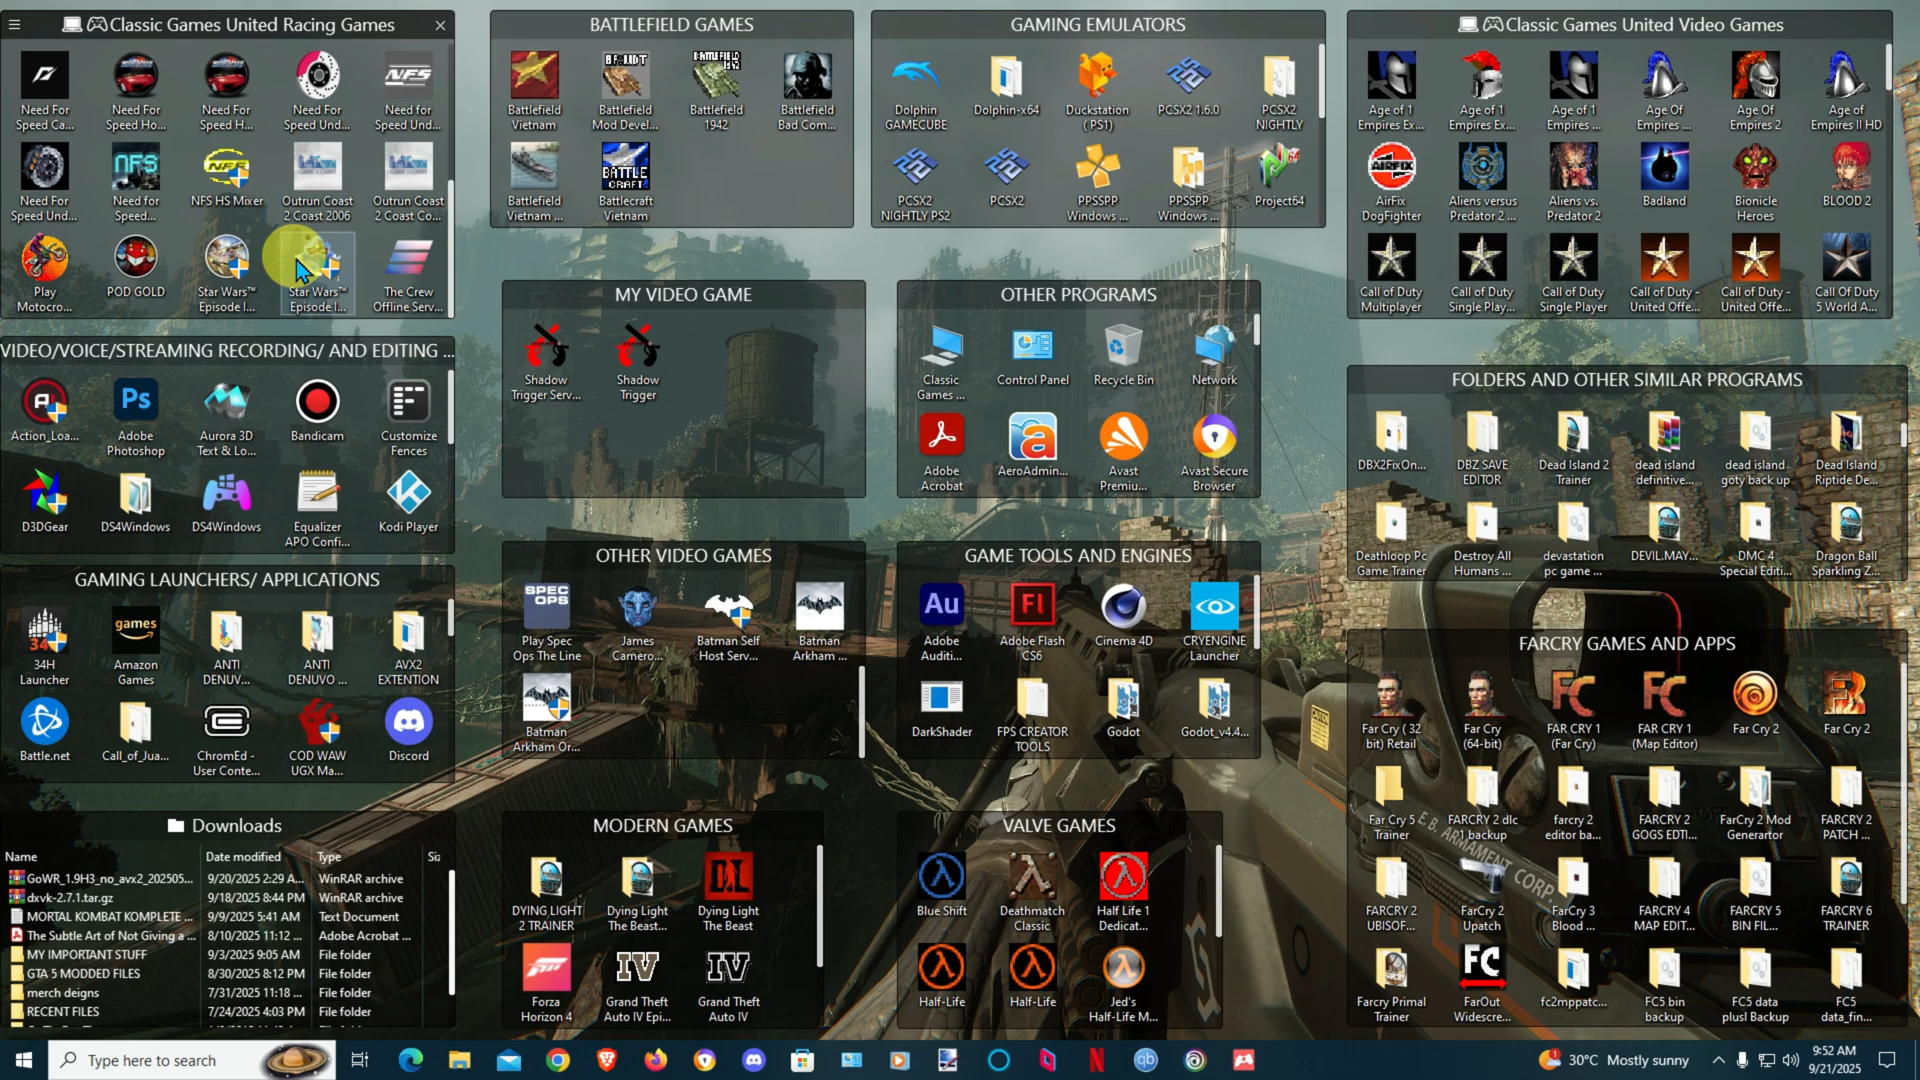 Classic Games United Racing Games
Need For Speed Ca...
Need For Speed Ho...
Need For Speed H...
Need For Speed Und...
Need for Speed Und...
Need For Speed Und...
Need for Speed...
NFS HS Mixer
Outrun Coast 2 Coast 2006
Outrun Coast 2 Coast Co...
Play Motocro...
POD GOLD
Star Wars™ Episode I...
Star Wars™ Episode I...
The Crew Offline Serv...
BATTLEFIELD GAMES
Battlefield Vietnam
Battlefield Mod Devel...
Battlefield 1942
Battlefield Bad Com...
Battlefield Vietnam ...
Battlecraft Vietnam
GAMING EMULATORS
Dolphin GAMECUBE
Dolphin-x64
Duckstation (PS1)
PCSX2 1.6.0
PCSX2 NIGHTLY
PCSX2 NIGHTLY PS2
PCSX2
PPSSPP Windows ...
PPSSPP Windows ...
Project64
Classic Games United Video Games
Age of 1 Empires Ex...
Age of 1 Empires Ex...
Age of 1 Empires ...
Age Of Empires ...
Age Of Empires 2
Age of Empires II HD
AirFix DogFighter
Aliens versus Predator 2 ...
Aliens vs. Predator 2
Badland
Bionicle Heroes
BLOOD 2
Call of Duty Multiplayer
Call of Duty Single Play...
Call of Duty Single Player
Call of Duty - United Offe...
Call of Duty - United Offe...
Call Of Duty 5 World A...
VIDEO/VOICE/STREAMING RECORDING/ AND EDITING ...
Action_Loa...
Adobe Photoshop
Aurora 3D Text & Lo...
Bandicam
Customize Fences
D3DGear
DS4Windows
DS4Windows
Equalizer APO Confi...
Kodi Player
MY VIDEO GAME
Shadow Trigger Serv...
Shadow Trigger
OTHER PROGRAMS
Classic Games ...
Control Panel
Recycle Bin
Network
Adobe Acrobat
AeroAdmin...
Avast Premiu...
Avast Secure Browser
FOLDERS AND OTHER SIMILAR PROGRAMS
DBX2FixOn...
DBZ SAVE EDITOR
Dead Island 2 Trainer
dead island definitive...
dead island goty back up
Dead Island Riptide De...
Deathloop Pc Game Trainer
Destroy All Humans ...
devastation pc game ...
DEVIL.MAY...
DMC 4 Special Editi...
Dragon Ball Sparkling Z...
GAMING LAUNCHERS/ APPLICATIONS
34H Launcher
Amazon Games
ANTI DENUV...
ANTI DENUVO ...
AVX2 EXTENTION
Battle.net
Call_of_Jua...
ChromEd - User Conte...
COD WAW UGX Ma...
Discord
OTHER VIDEO GAMES
Play Spec Ops The Line
James Camero...
Batman Self Host Serv...
Batman Arkham ...
Batman Arkham Or...
GAME TOOLS AND ENGINES
Adobe Auditi...
Adobe Flash CS6
Cinema 4D
CRYENGINE Launcher
DarkShader
FPS CREATOR TOOLS
Godot
Godot_v4.4...
FARCRY GAMES AND APPS
Far Cry ( 32 bit) Retail
Far Cry (64-bit)
FAR CRY 1 (Far Cry)
FAR CRY 1 (Map Editor)
Far Cry 2
Far Cry 2
Far Cry 5 Trainer
FARCRY 2 dlc 1 backup
farcry 2 editor ba...
FARCRY 2 GOGS EDTI...
FarCry 2 Mod Generartor
FARCRY 2 PATCH ...
FARCRY 2 UBISOF...
FarCry 2 Upatch
FarCry 3 Blood ...
FARCRY 4 MAP EDIT...
FARCRY 5 BIN FIL...
FARCRY 6 TRAINER
Farcry Primal Trainer
FarOut Widescre...
fc2mppatc...
FC5 bin backup
FC5 data plusl Backup
FC5 data_fin...
Downloads
Name Date modified Type Siz
GoWR_1.9H3_no_avx2_202505... 9/20/2025 2:29 A... WinRAR archive
dxvk-2.7.1.tar.gz 9/18/2025 8:44 PM WinRAR archive
MORTAL KOMBAT KOMPLETE ... 9/9/2025 5:41 AM Text Document
The Subtle Art of Not Giving a ... 8/10/2025 11:12 ... Adobe Acrobat ...
MY IMPORTANT STUFF 9/3/2025 9:05 AM File folder
GTA 5 MODDED FILES 8/30/2025 8:12 PM File folder
merch deigns 7/31/2025 11:18 ... File folder
RECENT FILES 7/24/2025 4:03 PM File folder
MODERN GAMES
DYING LIGHT 2 TRAINER
Dying Light The Beast...
Dying Light The Beast
Forza Horizon 4
Grand Theft Auto IV Epi...
Grand Theft Auto IV
VALVE GAMES
Blue Shift
Deathmatch Classic
Half Life 1 Dedicat...
Half-Life
Half-Life
Jed's Half-Life M...
E.B. ARMAMENT CORP.
CAUTION
Type here to search
30°C Mostly sunny
9:52 AM
9/21/2025